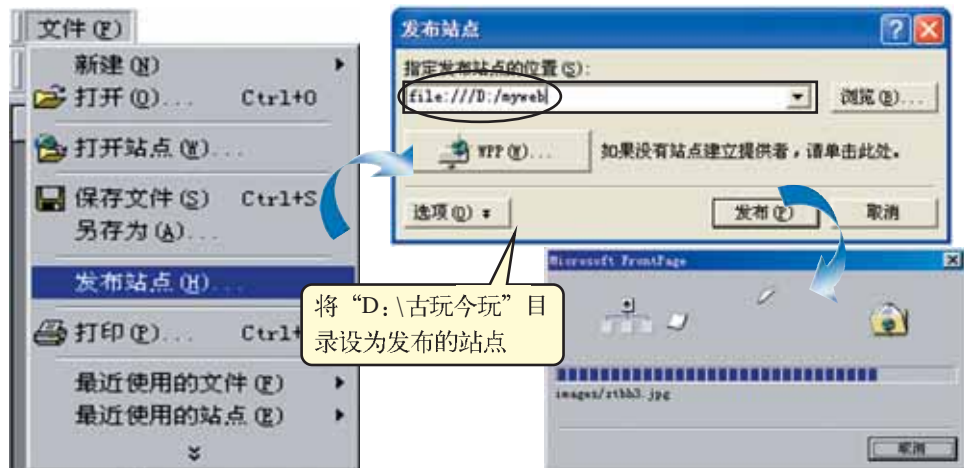 文件(F)
新建(N)
打开(O)... Ctrl+O
打开站点(W)...
保存文件(S) Ctrl+S
另存为(A)...
发布站点(H)...
打印(P)... Ctrl+
最近使用的文件(F)
最近使用的站点(E)
发布站点
指定发布站点的位置(S):
file:///D:/myweb
浏览(B)...
WPP(W)...
如果没有站点建立提供者，请单击此处。
选项(O)
发布(P)
取消
将“D:\古玩今玩”目
录设为发布的站点
Microsoft FrontPage
images/stbb3.jpg
取消